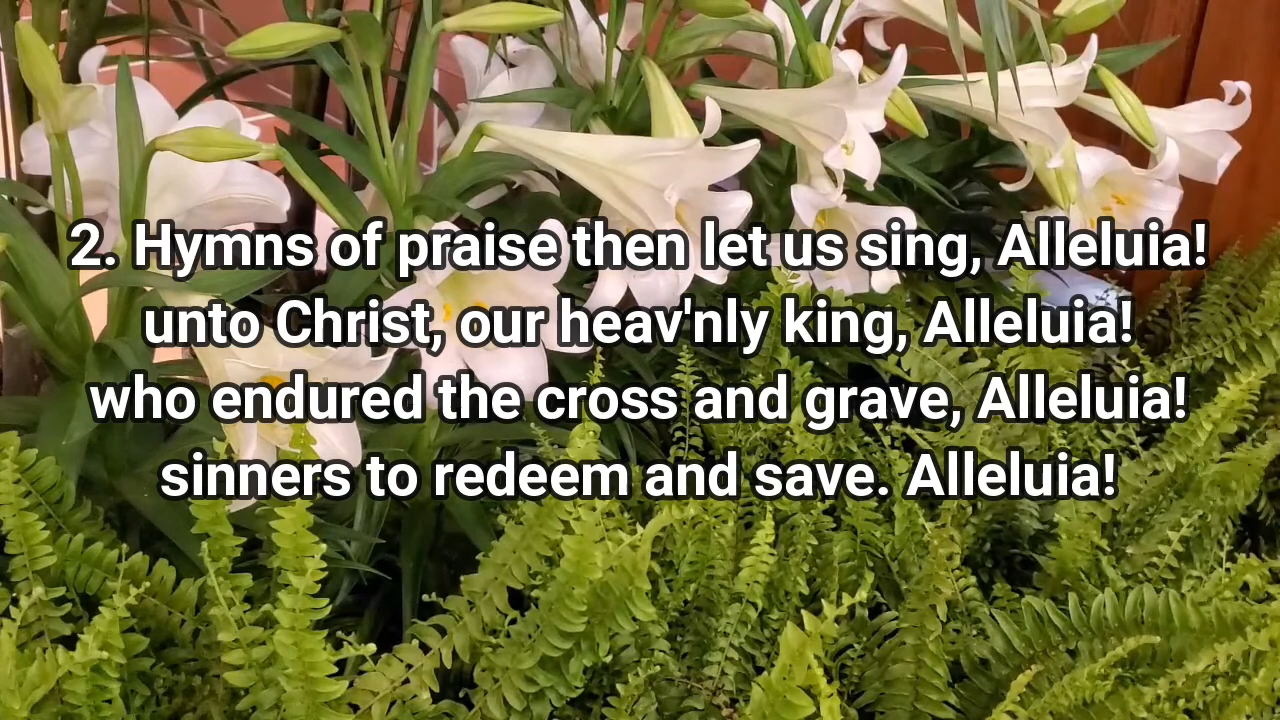 2. Hymns of praise then let us sing, Alleluia!
unto Christ, our heav'nly king, Alleluia!
who endured the cross and grave, Alleluia!
sinners to redeem and save. Alleluia!